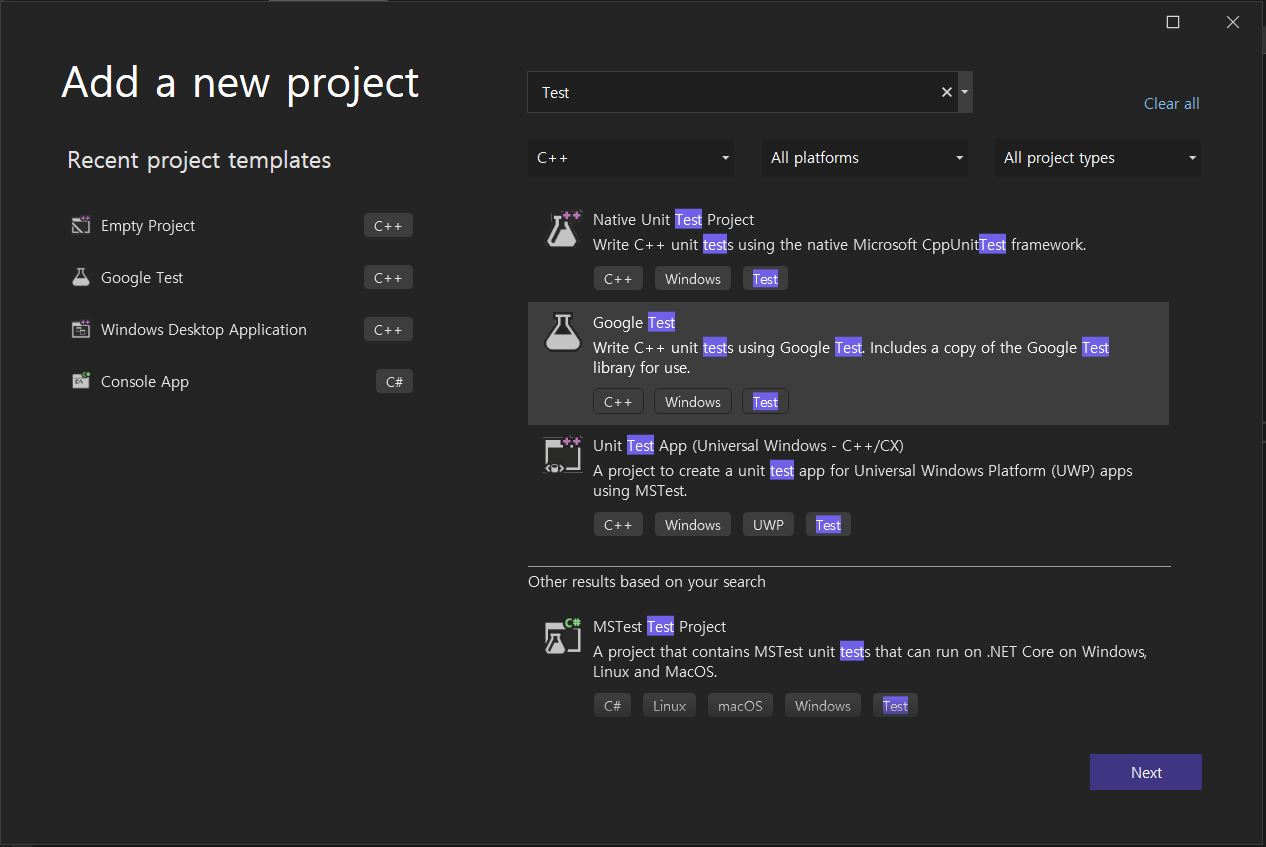 Add a new project
Recent project templates
Empty Project C++
Google Test C++
Windows Desktop Application C++
Console App C#
Test
Clear all
C++ All platforms All project types
Native Unit Test Project
Write C++ unit tests using the native Microsoft CppUnitTest framework.
C++ Windows Test
Google Test
Write C++ unit tests using Google Test. Includes a copy of the Google Test
library for use.
C++ Windows Test
Unit Test App (Universal Windows - C++/CX)
A project to create a unit test app for Universal Windows Platform (UWP) apps
using MSTest.
C++ Windows UWP Test
Other results based on your search
MSTest Test Project
A project that contains MSTest unit tests that can run on .NET Core on Windows,
Linux and MacOS.
C# Linux macOS Windows Test
Next